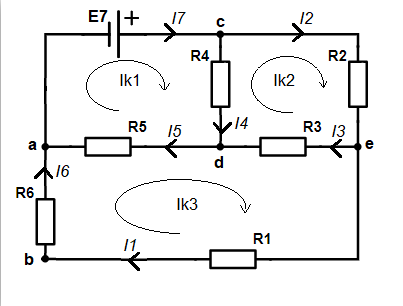 E7 + I7 c I2
R4 R2
Ik1 Ik2
I4
R5 R3
a I5 d I3 e
I6
R6 Ik3
b I1 R1